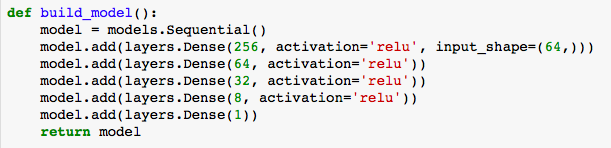 def build_model():
    model = models.Sequential()
    model.add(layers.Dense(256, activation='relu', input_shape=(64,)))
    model.add(layers.Dense(64, activation='relu'))
    model.add(layers.Dense(32, activation='relu'))
    model.add(layers.Dense(8, activation='relu'))
    model.add(layers.Dense(1))
    return model